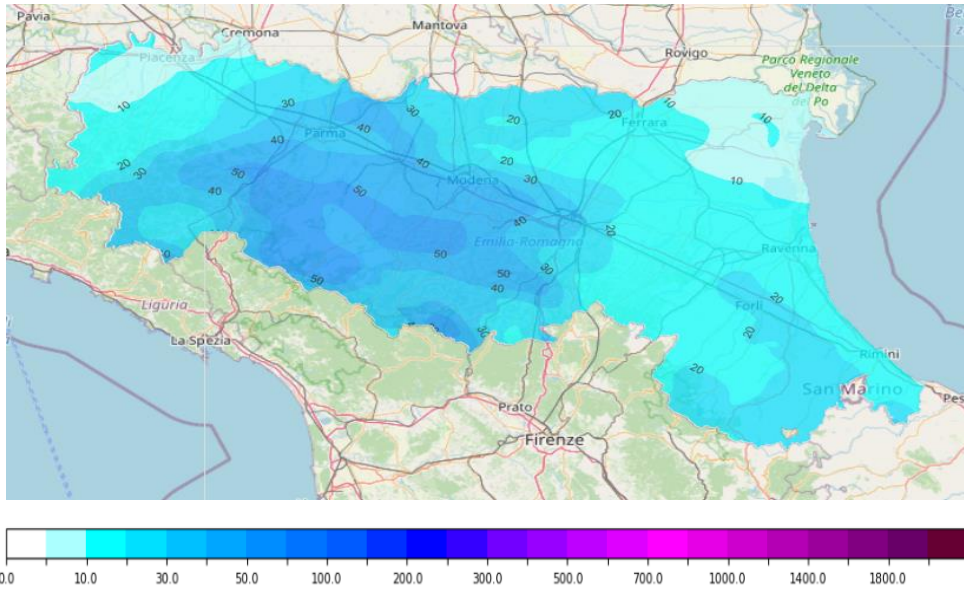 Pavia
Cremona
Mantova
Rovigo
Piacenza
Parco Regionale
Veneto
del Delta
del Po
10
30
40
30
20
20
10
10
Parma
Ferrara
40
40
20
20
30
50
40
50
Modena
30
10
40
20
Emilia-Romagna
Ravenna
50
50
30
40
50
20
Liguria
Forlì
La Spezia
30
20
Rimini
20
San Marino
Prato
Firenze
0.0 10.0 30.0 50.0 100.0 200.0 300.0 500.0 700.0 1000.0 1400.0 1800.0